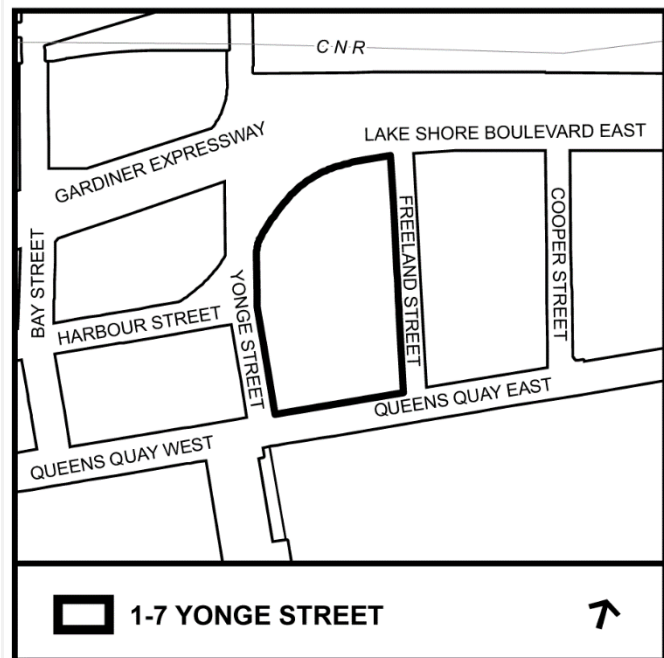 CNR
LAKE SHORE BOULEVARD EAST
GARDINER EXPRESSWAY
BAY STREET
HARBOUR STREET
YONGE STREET
FREELAND STREET
COOPER STREET
QUEENS QUAY EAST
QUEENS QUAY WEST
1-7 YONGE STREET